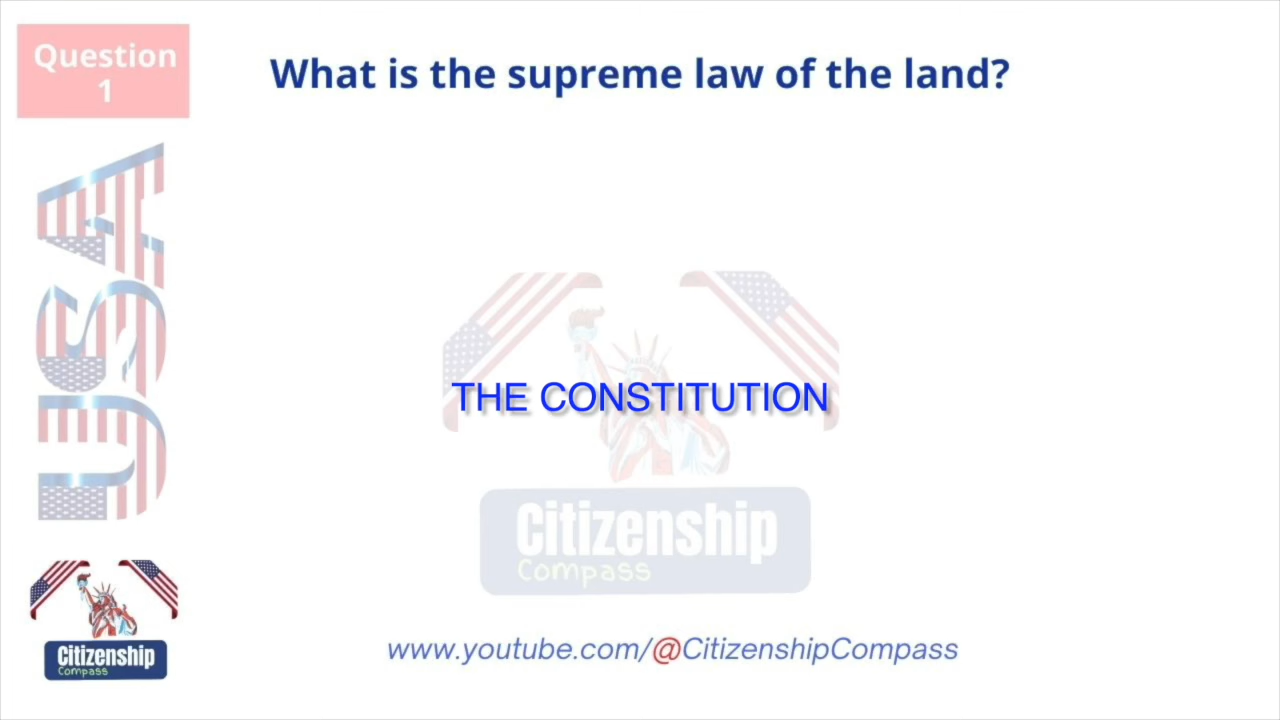 Question
1
What is the supreme law of the land?
USA
THE CONSTITUTION
Citizenship
Compass
Citizenship
Compass
www.youtube.com/@CitizenshipCompass